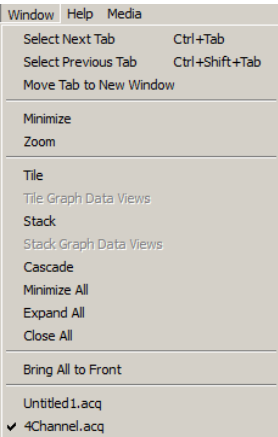 Window Help Media
Select Next Tab Ctrl+Tab
Select Previous Tab Ctrl+Shift+Tab
Move Tab to New Window
Minimize
Zoom
Tile
Tile Graph Data Views
Stack
Stack Graph Data Views
Cascade
Minimize All
Expand All
Close All
Bring All to Front
Untitled1.acq
4Channel.acq